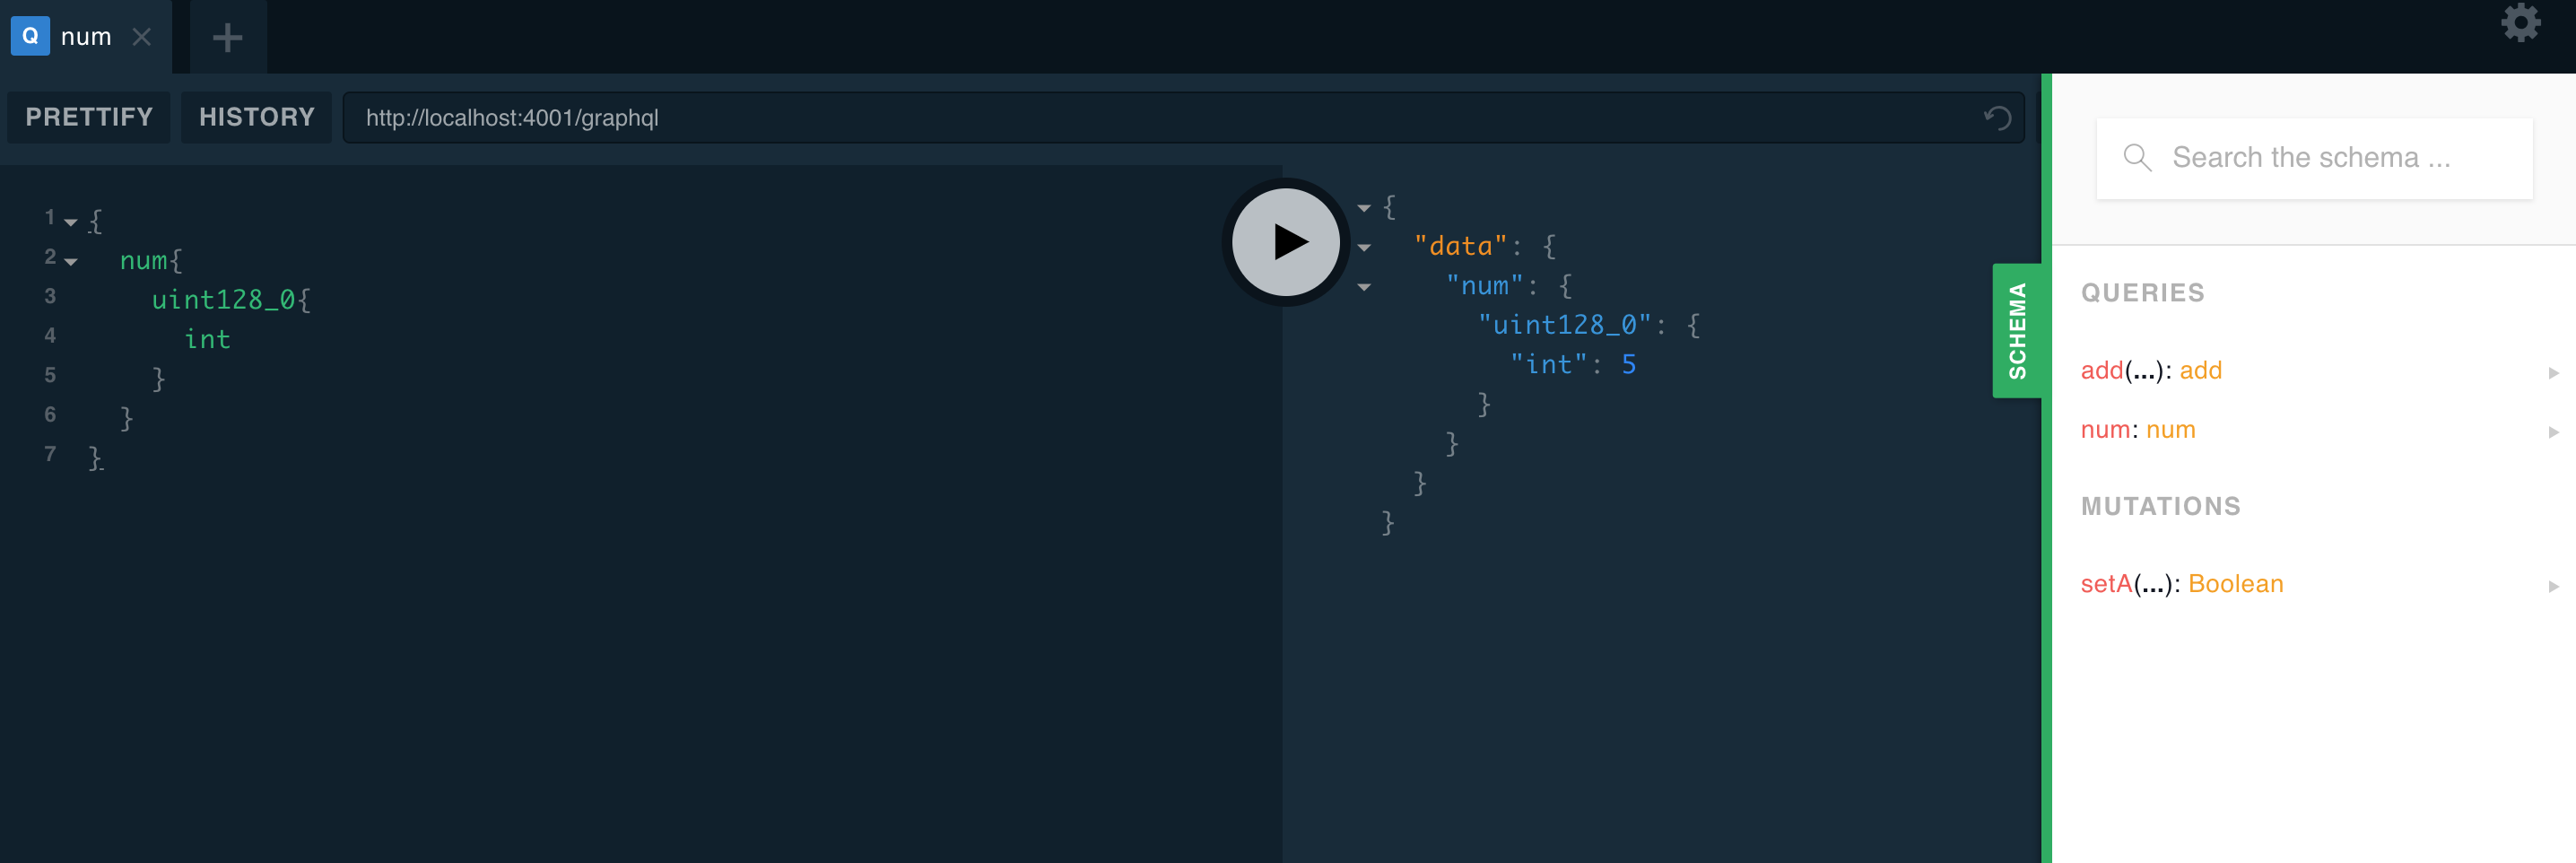 Q num
PRETTIFY HISTORY http://localhost:4001/graphql
1 {
2 num{
3 uint128_0{
4 int
5 }
6 }
7 }
{
"data": {
"num": {
"uint128_0": {
"int": 5
}
}
}
}
SCHEMA
Search the schema ...
QUERIES
add(...): add
num: num
MUTATIONS
setA(...): Boolean